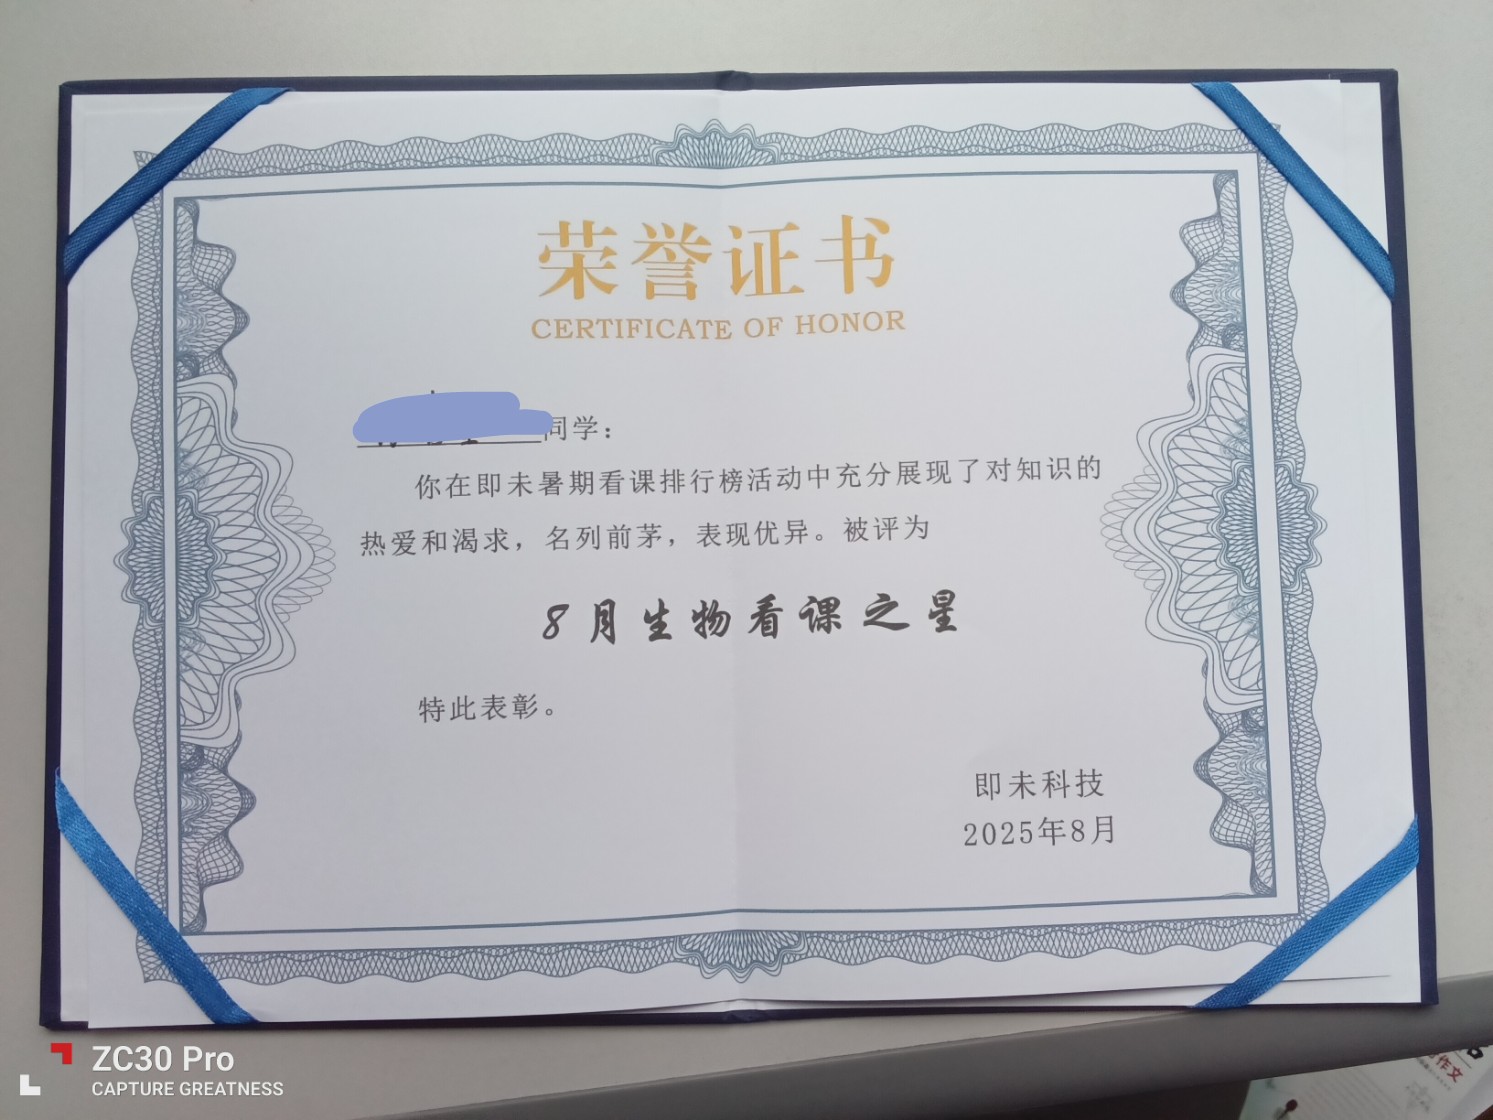 荣誉证书
CERTIFICATE OF HONOR
同学：
你在即未暑期看课排行榜活动中充分展现了对知识的
热爱和渴求，名列前茅，表现优异。被评为
8月生物看课之星
特此表彰。
即未科技
2025年8月
ZC30 Pro
CAPTURE GREATNESS
作文